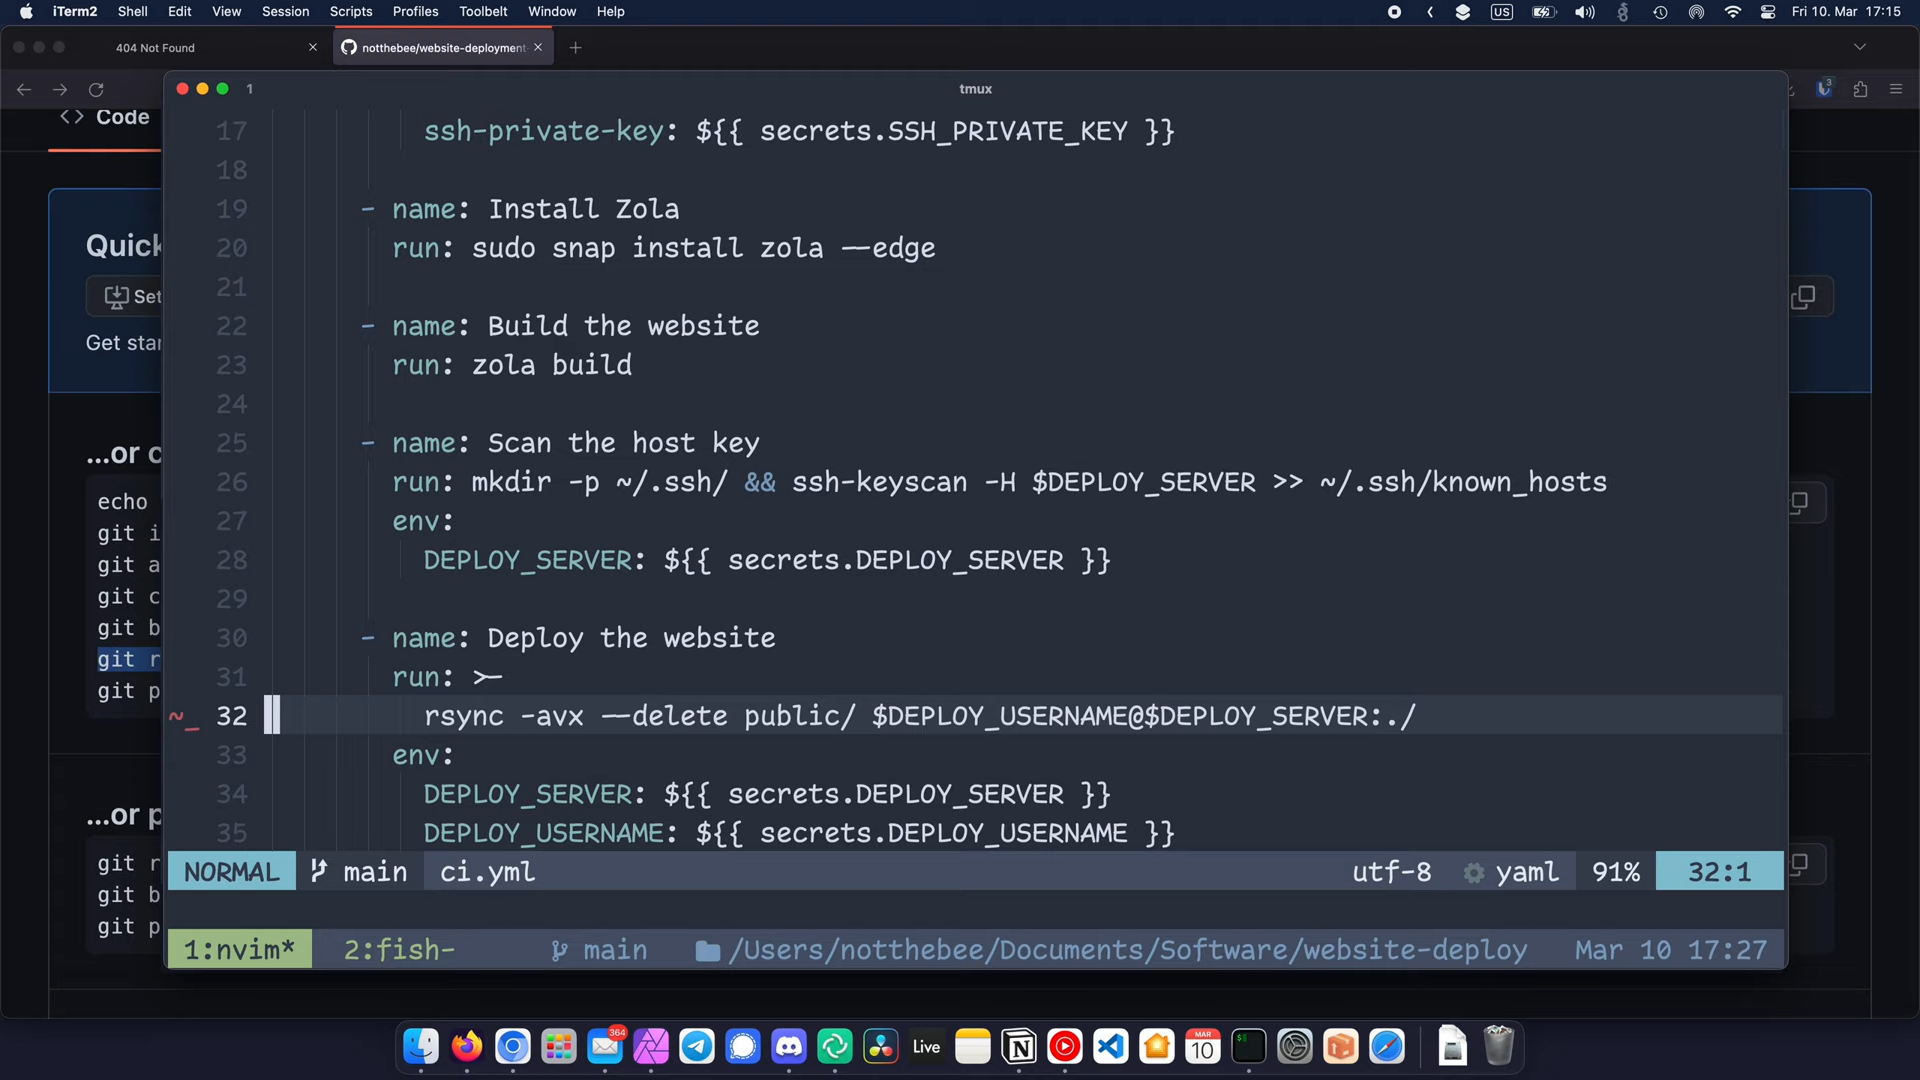 iTerm2 Shell Edit View Session Scripts Profiles Toolbelt Window Help US Fri 10. Mar 17:15
404 Not Found notthebee/website-deployment-
1 tmux
Code
17 ssh-private-key: ${{ secrets.SSH_PRIVATE_KEY }}
18
19 - name: Install Zola
20 run: sudo snap install zola --edge
21
22 - name: Build the website
23 run: zola build
24
25 - name: Scan the host key
26 run: mkdir -p ~/.ssh/ && ssh-keyscan -H $DEPLOY_SERVER >> ~/.ssh/known_hosts
27 env:
28 DEPLOY_SERVER: ${{ secrets.DEPLOY_SERVER }}
29
30 - name: Deploy the website
31 run: >-
~_ 32 rsync -avx --delete public/ $DEPLOY_USERNAME@$DEPLOY_SERVER:./
33 env:
34 DEPLOY_SERVER: ${{ secrets.DEPLOY_SERVER }}
35 DEPLOY_USERNAME: ${{ secrets.DEPLOY_USERNAME }}
NORMAL main ci.yml utf-8 yaml 91% 32:1
1:nvim* 2:fish- main /Users/notthebee/Documents/Software/website-deploy Mar 10 17:27
Quick
Set
Get star
...or c
echo
git i
git a
git c
git b
git r
git p
...or p
git r
git b
git p
364
Live
MAR
10
3